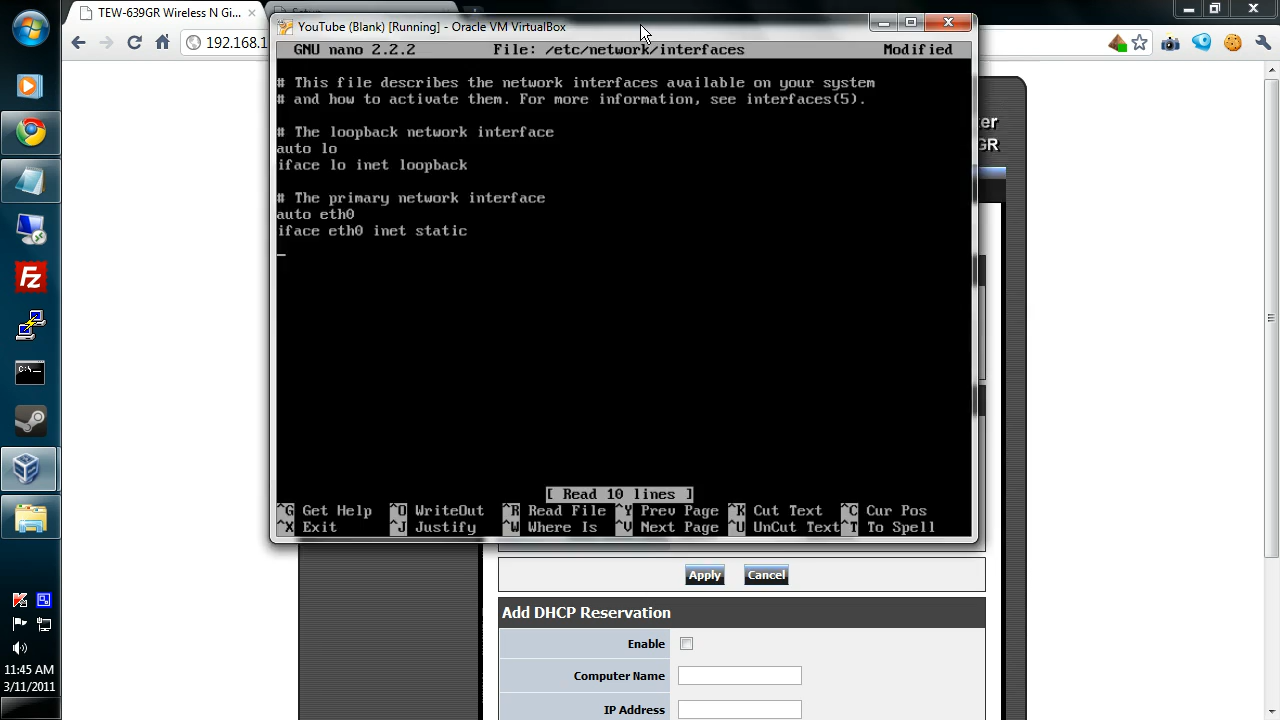 TEW-639GR Wireless N Gi
192.168.1
YouTube (Blank) [Running] - Oracle VM VirtualBox
GNU nano 2.2.2 File: /etc/network/interfaces Modified
# This file describes the network interfaces available on your system
# and how to activate them. For more information, see interfaces(5).
# The loopback network interface
auto lo
iface lo inet loopback
# The primary network interface
auto eth0
iface eth0 inet static
[ Read 10 lines ]
^G Get Help ^O WriteOut ^R Read File ^Y Prev Page ^K Cut Text ^C Cur Pos
^X Exit ^J Justify ^W Where Is ^V Next Page ^U UnCut Text ^T To Spell
GR
Apply Cancel
Add DHCP Reservation
Enable
Computer Name
IP Address
11:45 AM
3/11/2011